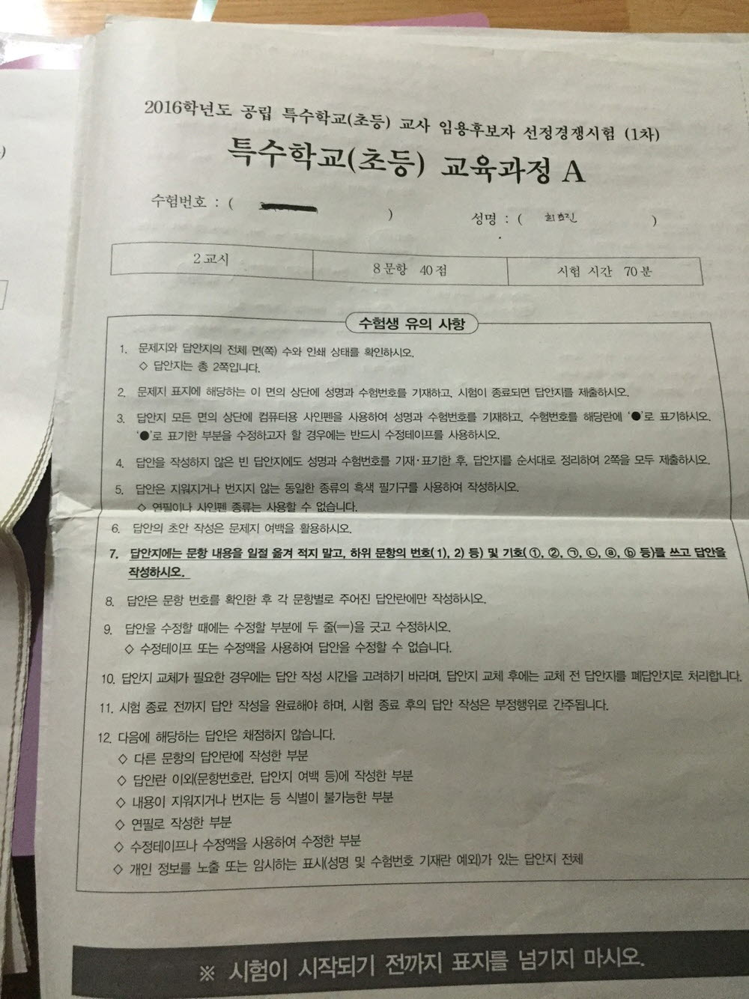 2016학년도 공립 특수학교(초등) 교사 임용후보자 선정경쟁시험 (1차)
특수학교(초등) 교육과정 A
수험번호 : ( )
성명 : ( )
2교시
8문항 40점
시험 시간 70분
수험생 유의 사항
1. 문제지와 답안지의 전체 면(쪽) 수와 인쇄 상태를 확인하시오.
◇ 답안지는 총 2쪽입니다.
2. 문제지 표지에 해당하는 이 면의 상단에 성명과 수험번호를 기재하고, 시험이 종료되면 답안지를 제출하시오.
3. 답안지 모든 면의 상단에 컴퓨터용 사인펜을 사용하여 성명과 수험번호를 기재하고, 수험번호를 해당란에 '●'로 표기하시오.
'●'로 표기한 부분을 수정하고자 할 경우에는 반드시 수정테이프를 사용하시오.
4. 답안을 작성하지 않은 빈 답안지에도 성명과 수험번호를 기재·표기한 후, 답안지를 순서대로 정리하여 2쪽을 모두 제출하시오.
5. 답안은 지워지거나 번지지 않는 동일한 종류의 흑색 필기구를 사용하여 작성하시오.
◇ 연필이나 사인펜 종류는 사용할 수 없습니다.
6. 답안의 초안 작성은 문제지 여백을 활용하시오.
7. 답안지에는 문항 내용을 일절 옮겨 적지 말고, 하위 문항의 번호(1), 2) 등) 및 기호(①, ②, ㉠, ㉡, ⓐ, ⓑ 등)를 쓰고 답안을
작성하시오.
8. 답안은 문항 번호를 확인한 후 각 문항별로 주어진 답안란에만 작성하시오.
9. 답안을 수정할 때에는 수정할 부분에 두 줄(═)을 긋고 수정하시오.
◇ 수정테이프 또는 수정액을 사용하여 답안을 수정할 수 없습니다.
10. 답안지 교체가 필요한 경우에는 답안 작성 시간을 고려하기 바라며, 답안지 교체 후에는 교체 전 답안지를 폐답안지로 처리합니다.
11. 시험 종료 전까지 답안 작성을 완료해야 하며, 시험 종료 후의 답안 작성은 부정행위로 간주됩니다.
12. 다음에 해당하는 답안은 채점하지 않습니다.
◇ 다른 문항의 답안란에 작성한 부분
◇ 답안란 이외(문항번호란, 답안지 여백 등)에 작성한 부분
◇ 내용이 지워지거나 번지는 등 식별이 불가능한 부분
◇ 연필로 작성한 부분
◇ 수정테이프나 수정액을 사용하여 수정한 부분
◇ 개인 정보를 노출 또는 암시하는 표시(성명 및 수험번호 기재란 예외)가 있는 답안지 전체
※ 시험이 시작되기 전까지 표지를 넘기지 마시오.